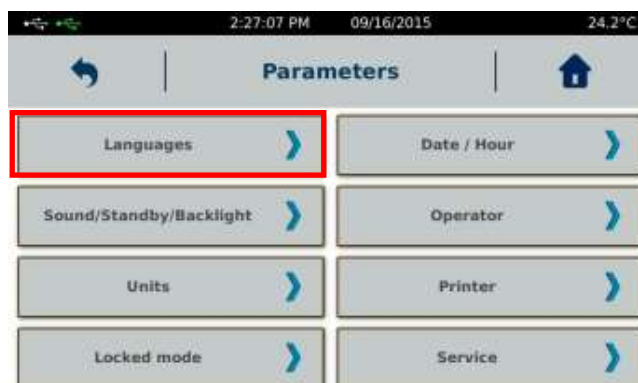 2:27:07 PM 09/16/2015 24.2°C
Parameters
Languages Date / Hour
Sound/Standby/Backlight Operator
Units Printer
Locked mode Service